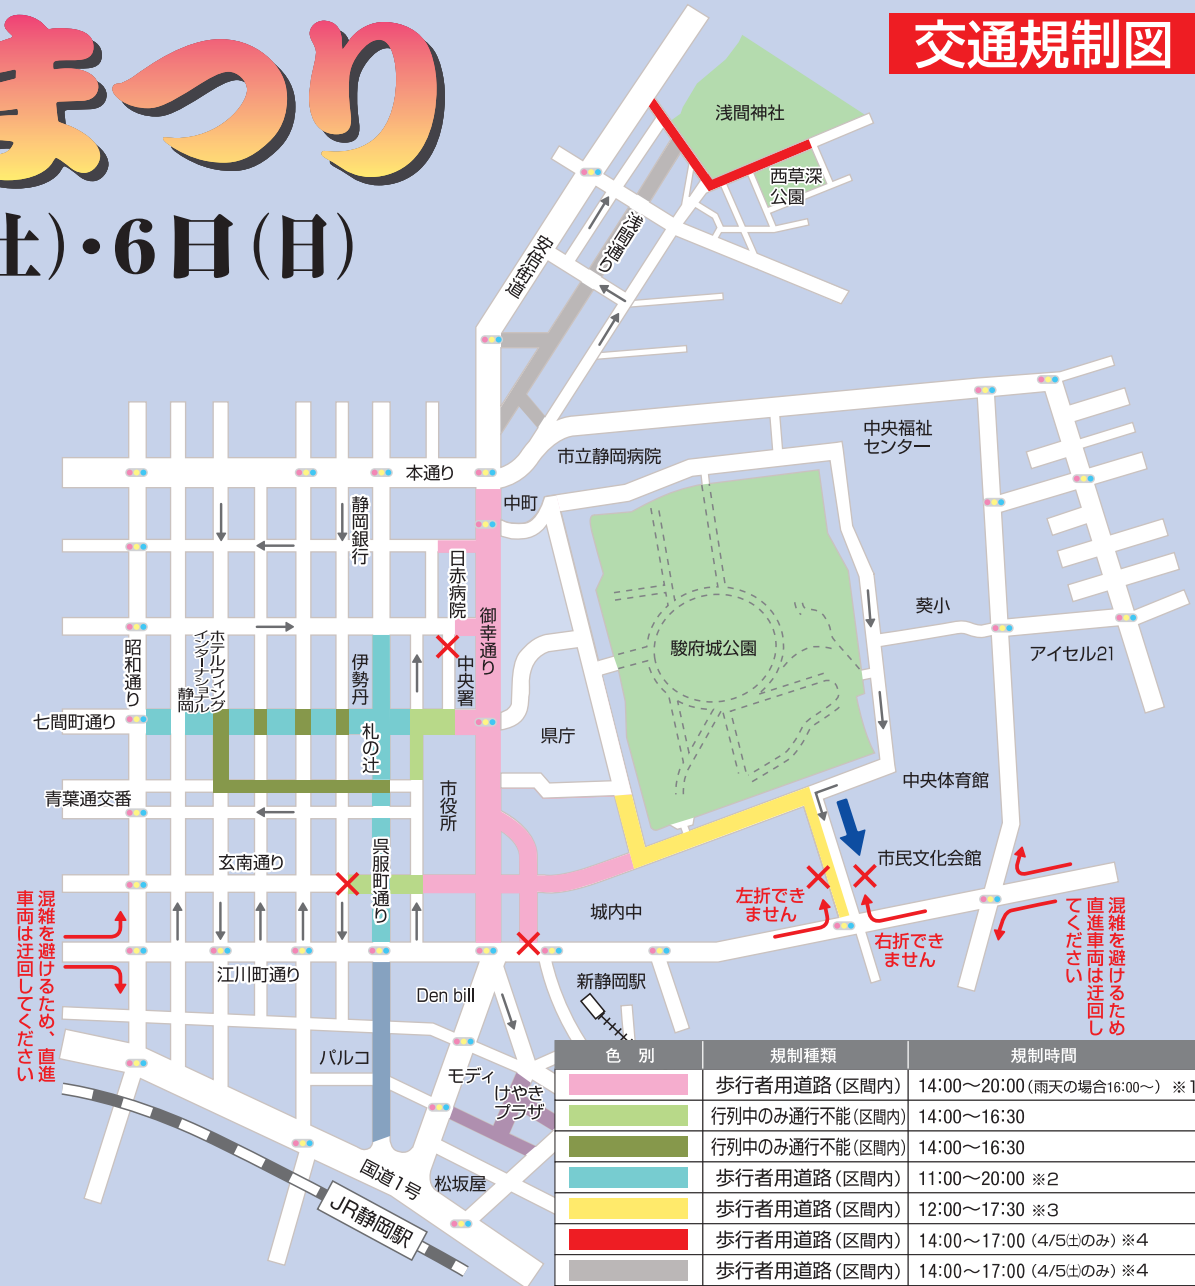 まつり
交通規制図
土)・6日(日)
浅間神社
西草深
公園
浅間通り
安倍街道
中央福祉
センター
市立静岡病院
本通り
中町
静岡銀行
日赤病院
御幸通り
葵小
アイセル21
駿府城公園
昭和通り
ホテルウィング
インターナショナル
静岡
伊勢丹
中央署
七間町通り
札の辻
県庁
中央体育館
青葉通交番
市役所
玄南通り
呉服町通り
市民文化会館
左折でき
ません
城内中
右折でき
ません
混雑を避けるため
直進車両は迂回し
てください
混雑を避けるため、直進
車両は迂回してください
江川町通り
Den bill
新静岡駅
パルコ
モディ
けやき
プラザ
国道1号
松坂屋
JR静岡駅
色 別 規制種類 規制時間
歩行者用道路(区間内) 14:00～20:00(雨天の場合16:00～) ※1
行列中のみ通行不能(区間内) 14:00～16:30
行列中のみ通行不能(区間内) 14:00～16:30
歩行者用道路(区間内) 11:00～20:00 ※2
歩行者用道路(区間内) 12:00～17:30 ※3
歩行者用道路(区間内) 14:00～17:00 (4/5㈯のみ) ※4
歩行者用道路(区間内) 14:00～17:00 (4/5㈯のみ) ※4